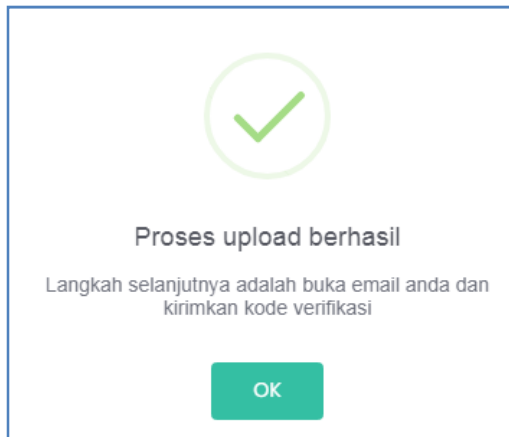 Proses upload berhasil
Langkah selanjutnya adalah buka email anda dan
kirimkan kode verifikasi
OK